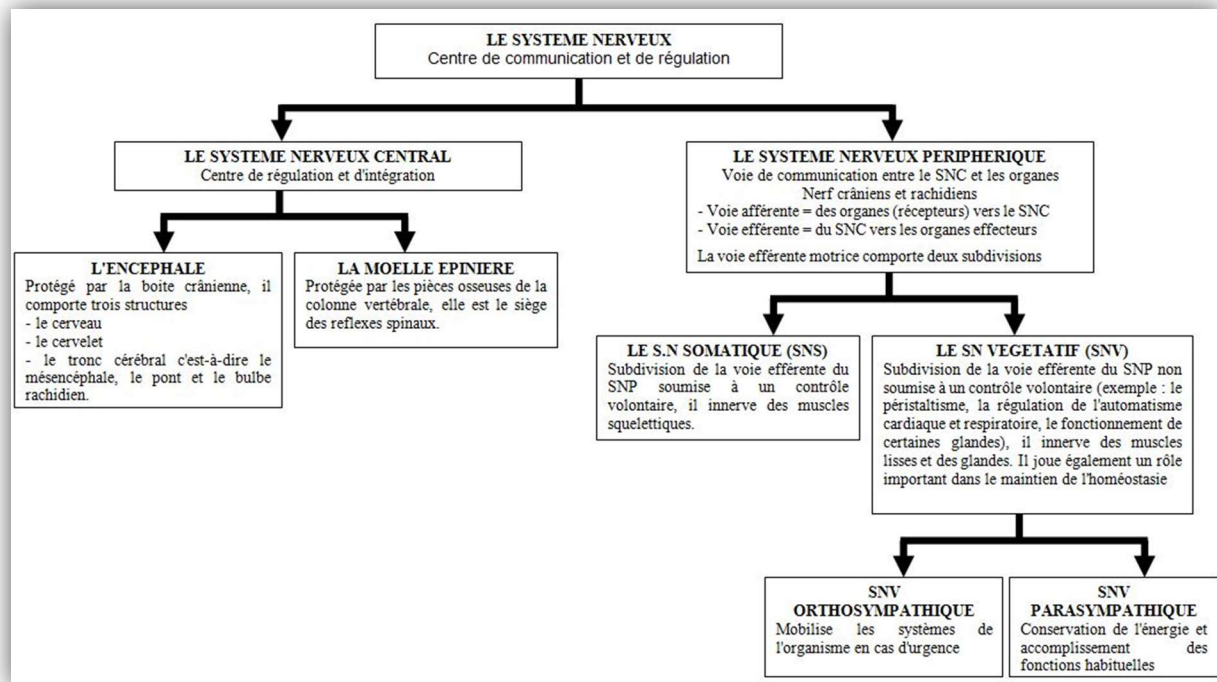 LE SYSTEME NERVEUX
Centre de communication et de régulation
LE SYSTEME NERVEUX CENTRAL
Centre de régulation et d'intégration
LE SYSTEME NERVEUX PERIPHERIQUE
Voie de communication entre le SNC et les organes
Nerf crâniens et rachidiens
- Voie afférente = des organes (récepteurs) vers le SNC
- Voie efférente = du SNC vers les organes effecteurs
La voie efférente motrice comporte deux subdivisions
L'ENCEPHALE
Protégé par la boite crânienne, il
comporte trois structures
- le cerveau
- le cervelet
- le tronc cérébral c'est-à-dire le
mésencéphale, le pont et le bulbe
rachidien.
LA MOELLE EPINIERE
Protégée par les pièces osseuses de la
colonne vertébrale, elle est le siège
des reflexes spinaux.
LE S.N SOMATIQUE (SNS)
Subdivision de la voie efférente du
SNP soumise à un contrôle
volontaire, il innerve des muscles
squelettiques.
LE SN VEGETATIF (SNV)
Subdivision de la voie efférente du SNP non
soumise à un contrôle volontaire (exemple : le
péristaltisme, la régulation de l'automatisme
cardiaque et respiratoire, le fonctionnement de
certaines glandes), il innerve des muscles
lisses et des glandes. Il joue également un rôle
important dans le maintien de l'homéostasie
SNV
ORTHOSYMPATHIQUE
Mobilise les systèmes de
l'organisme en cas d'urgence
SNV
PARASYMPATHIQUE
Conservation de l'énergie et
accomplissement des
fonctions habituelles